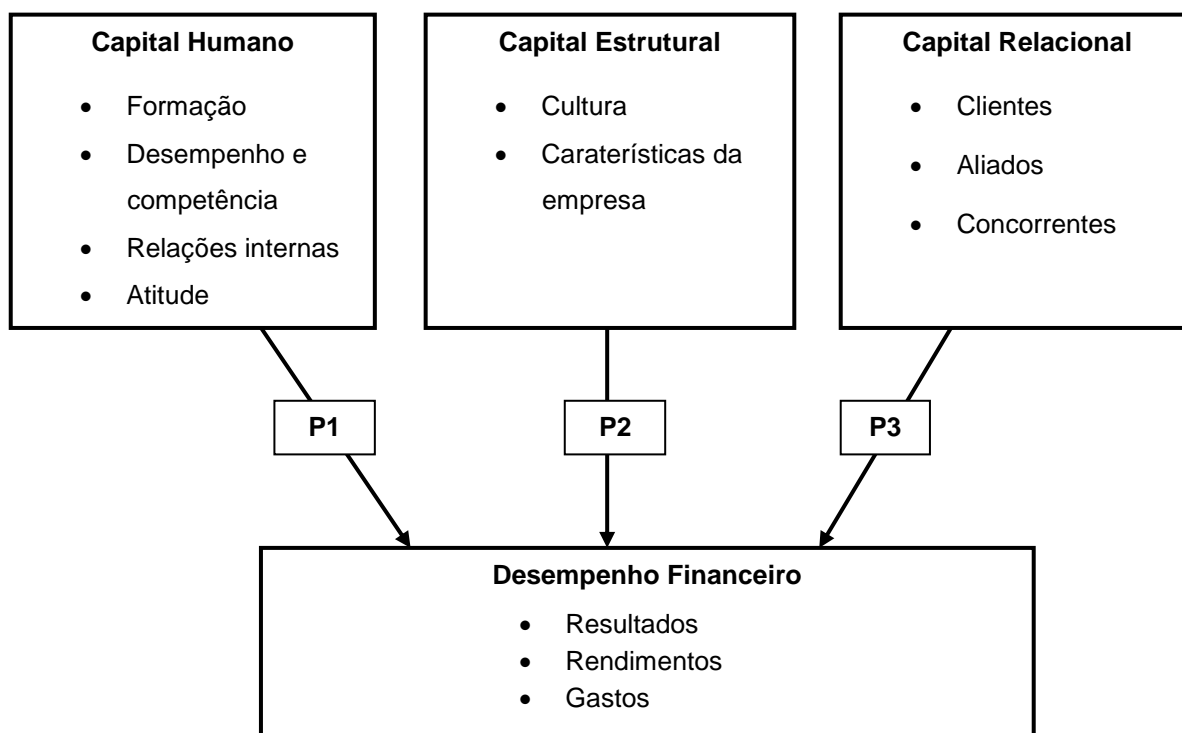 Capital Humano
• Formação
• Desempenho e
competência
• Relações internas
• Atitude
Capital Estrutural
• Cultura
• Caraterísticas da
empresa
Capital Relacional
• Clientes
• Aliados
• Concorrentes
P1
P2
P3
Desempenho Financeiro
• Resultados
• Rendimentos
• Gastos